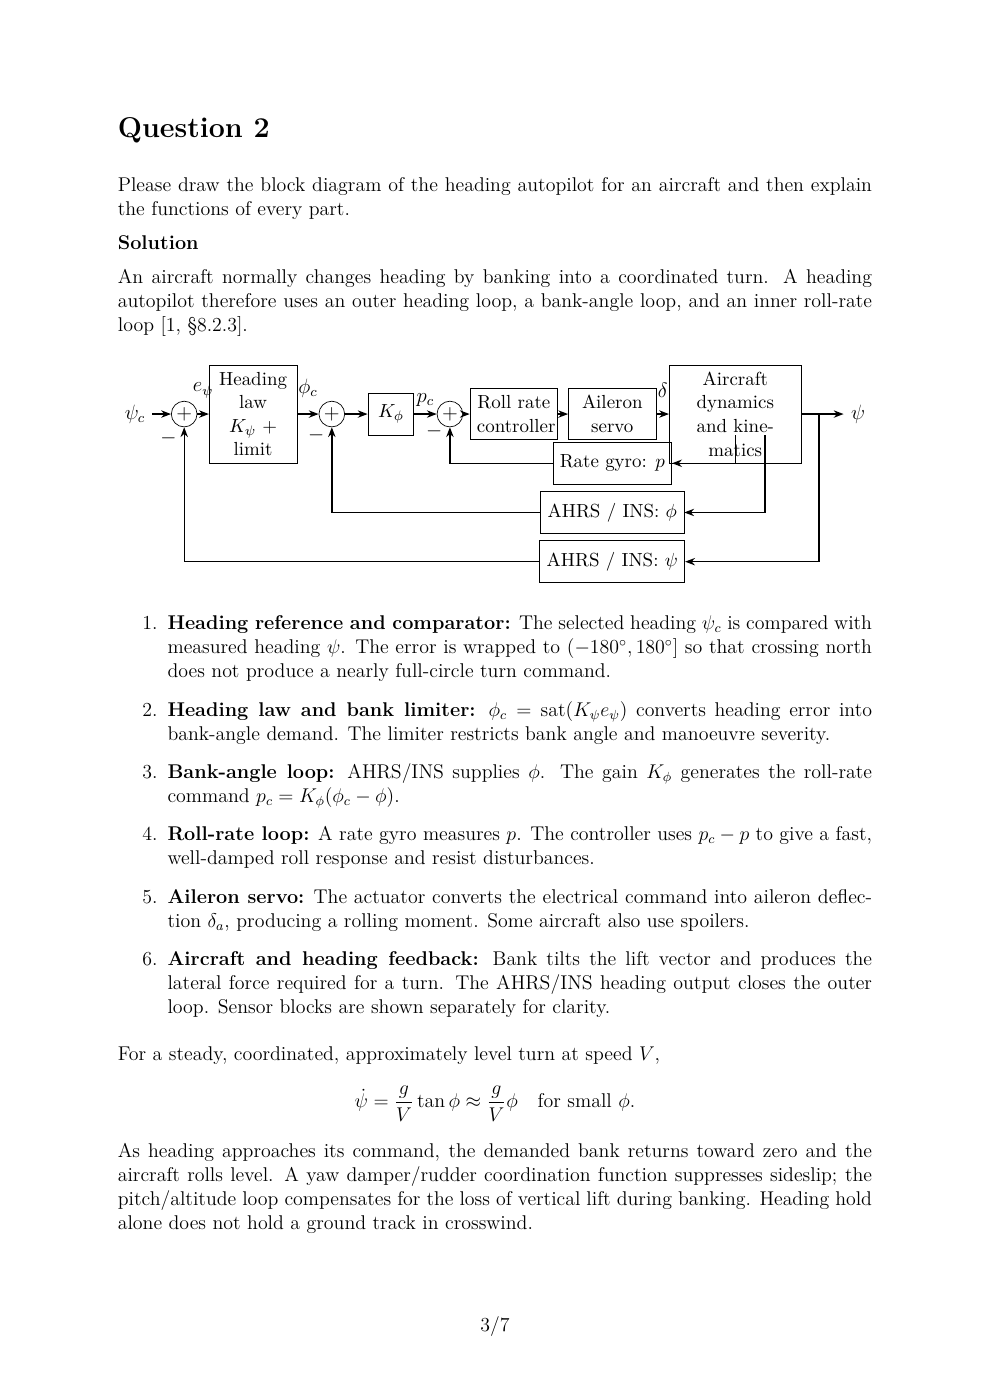 Question 2
Please draw the block diagram of the heading autopilot for an aircraft and then explain
the functions of every part.
Solution
An aircraft normally changes heading by banking into a coordinated turn. A heading
autopilot therefore uses an outer heading loop, a bank-angle loop, and an inner roll-rate
loop [1, §8.2.3].
ψc
+
−
eψ
Heading
law
Kψ +
limit
ϕc
+
−
Kϕ
pc
+
−
Roll rate
controller
Aileron
servo
δ
Aircraft
dynamics
and kine-
matics
ψ
Rate gyro: p
AHRS / INS: ϕ
AHRS / INS: ψ
1. Heading reference and comparator: The selected heading ψc is compared with
measured heading ψ. The error is wrapped to (−180°, 180°] so that crossing north
does not produce a nearly full-circle turn command.
2. Heading law and bank limiter: ϕc = sat(Kψeψ) converts heading error into
bank-angle demand. The limiter restricts bank angle and manoeuvre severity.
3. Bank-angle loop: AHRS/INS supplies ϕ. The gain Kϕ generates the roll-rate
command pc = Kϕ(ϕc − ϕ).
4. Roll-rate loop: A rate gyro measures p. The controller uses pc − p to give a fast,
well-damped roll response and resist disturbances.
5. Aileron servo: The actuator converts the electrical command into aileron deflec-
tion δa, producing a rolling moment. Some aircraft also use spoilers.
6. Aircraft and heading feedback: Bank tilts the lift vector and produces the
lateral force required for a turn. The AHRS/INS heading output closes the outer
loop. Sensor blocks are shown separately for clarity.
For a steady, coordinated, approximately level turn at speed V,
ψ̇ = g/V tan ϕ ≈ g/V ϕ for small ϕ.
As heading approaches its command, the demanded bank returns toward zero and the
aircraft rolls level. A yaw damper/rudder coordination function suppresses sideslip; the
pitch/altitude loop compensates for the loss of vertical lift during banking. Heading hold
alone does not hold a ground track in crosswind.
3/7